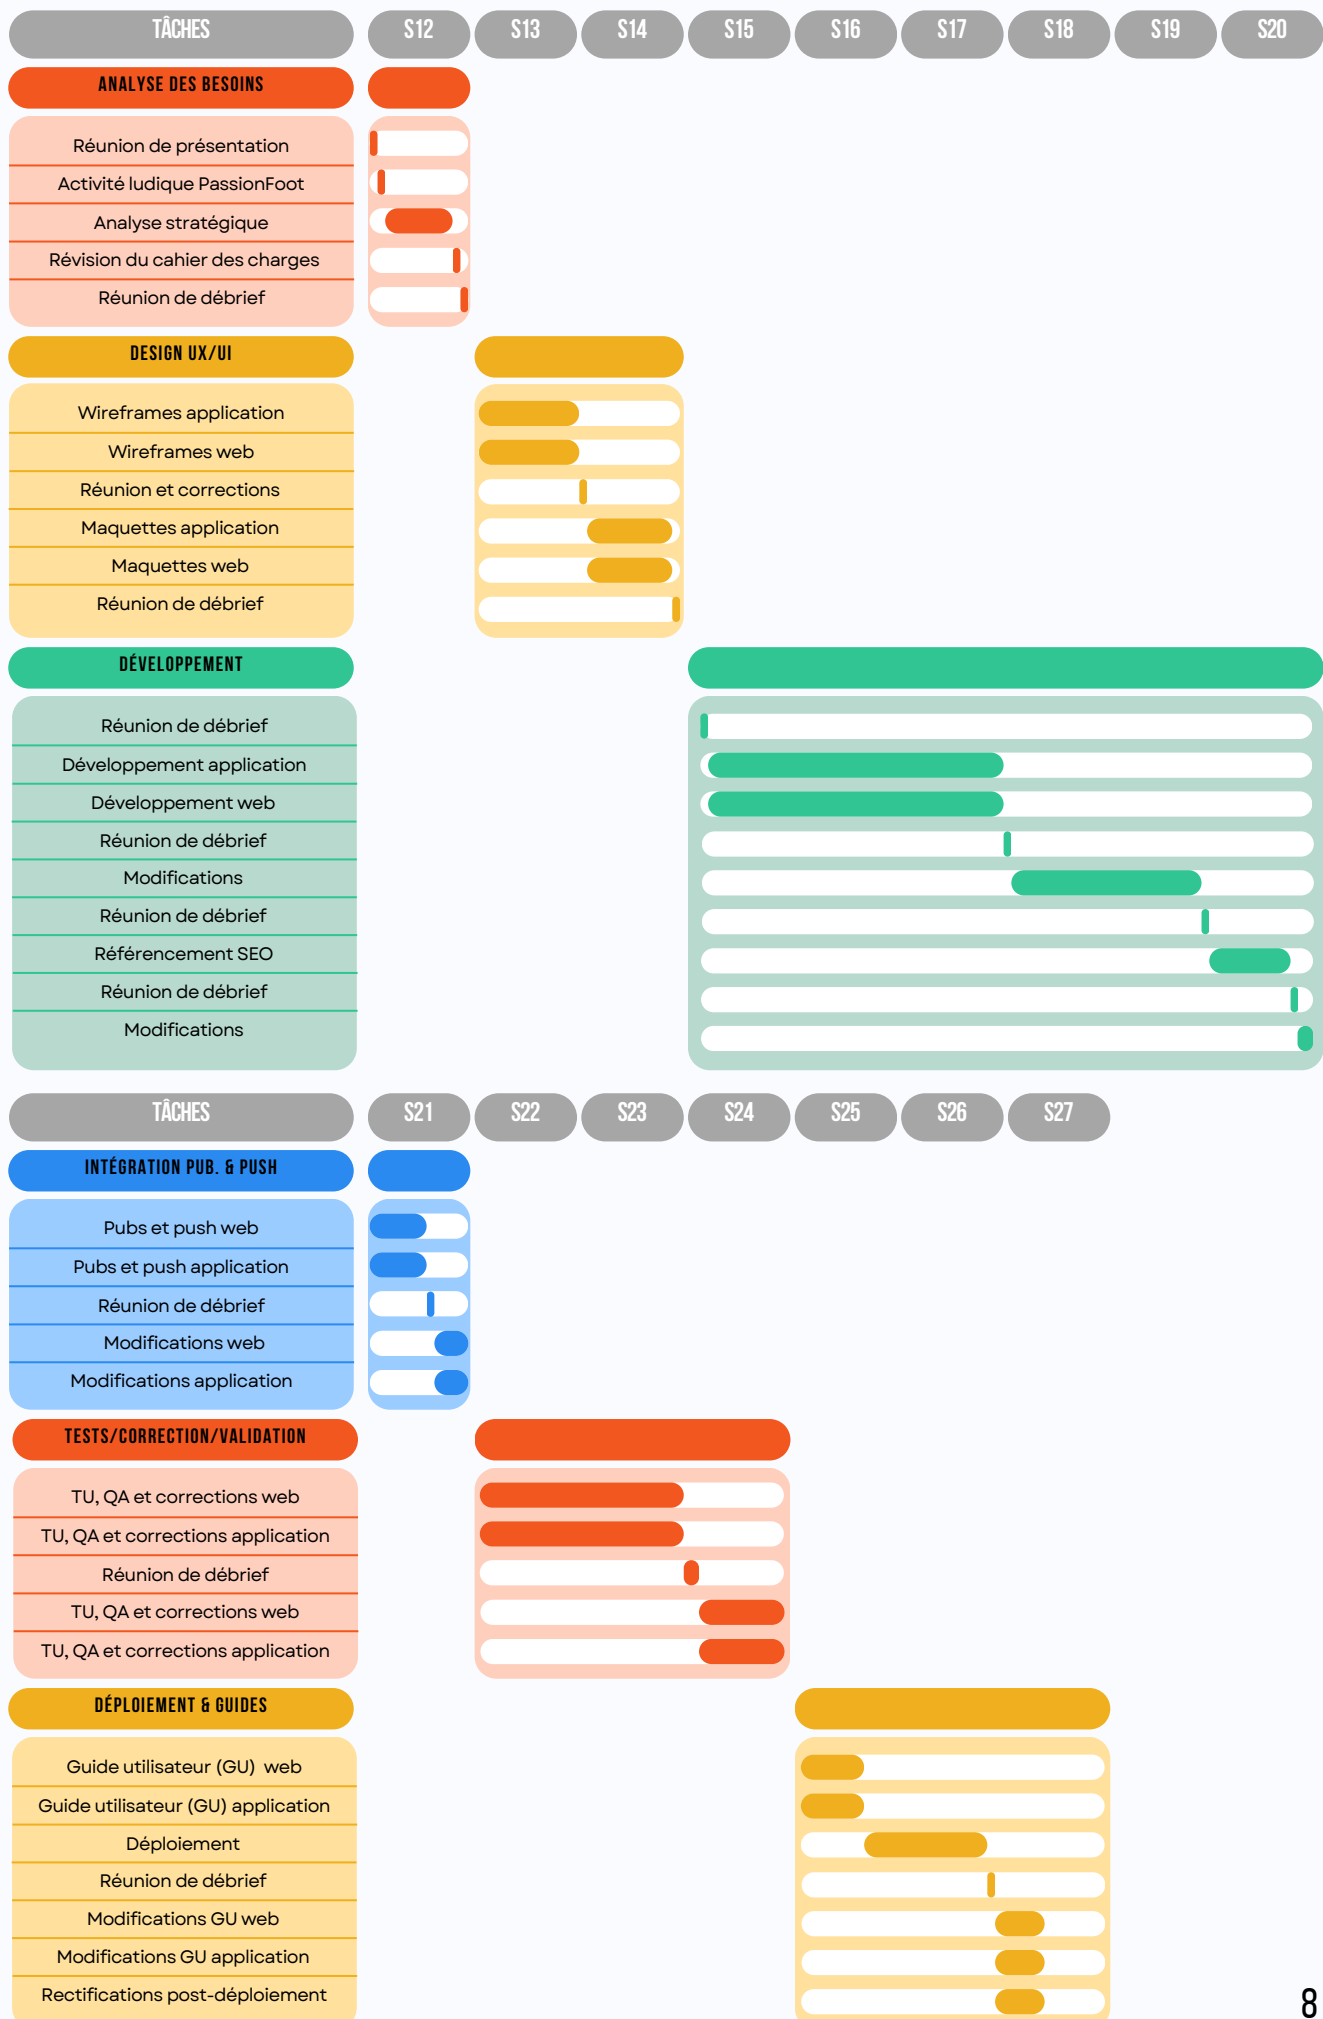 TÂCHES S12 S13 S14 S15 S16 S17 S18 S19 S20
ANALYSE DES BESOINS
Réunion de présentation
Activité ludique PassionFoot
Analyse stratégique
Révision du cahier des charges
Réunion de débrief
DESIGN UX/UI
Wireframes application
Wireframes web
Réunion et corrections
Maquettes application
Maquettes web
Réunion de débrief
DÉVELOPPEMENT
Réunion de débrief
Développement application
Développement web
Réunion de débrief
Modifications
Réunion de débrief
Référencement SEO
Réunion de débrief
Modifications
TÂCHES S21 S22 S23 S24 S25 S26 S27
INTÉGRATION PUB. & PUSH
Pubs et push web
Pubs et push application
Réunion de débrief
Modifications web
Modifications application
TESTS/CORRECTION/VALIDATION
TU, QA et corrections web
TU, QA et corrections application
Réunion de débrief
TU, QA et corrections web
TU, QA et corrections application
DÉPLOIEMENT & GUIDES
Guide utilisateur (GU) web
Guide utilisateur (GU) application
Déploiement
Réunion de débrief
Modifications GU web
Modifications GU application
Rectifications post-déploiement
8